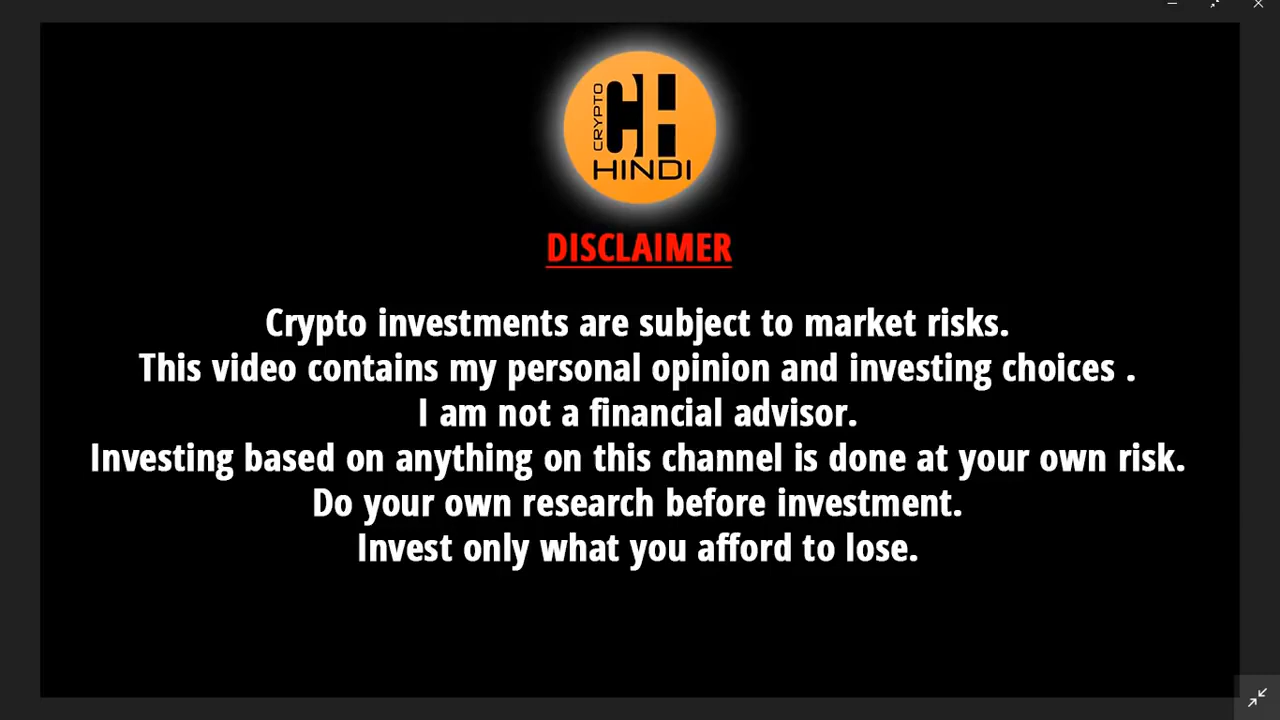 CRYPTO
CH
HINDI
DISCLAIMER
Crypto investments are subject to market risks.
This video contains my personal opinion and investing choices .
I am not a financial advisor.
Investing based on anything on this channel is done at your own risk.
Do your own research before investment.
Invest only what you afford to lose.